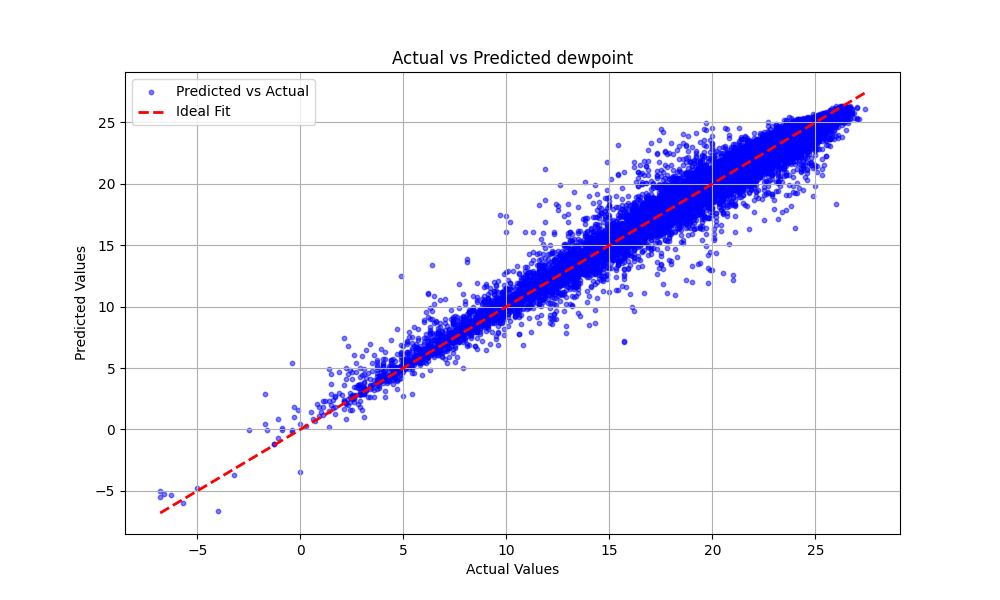 Actual vs Predicted dewpoint
Predicted vs Actual
Ideal Fit
25
20
15
10
5
0
−5
Predicted Values
−5
0
5
10
15
20
25
Actual Values